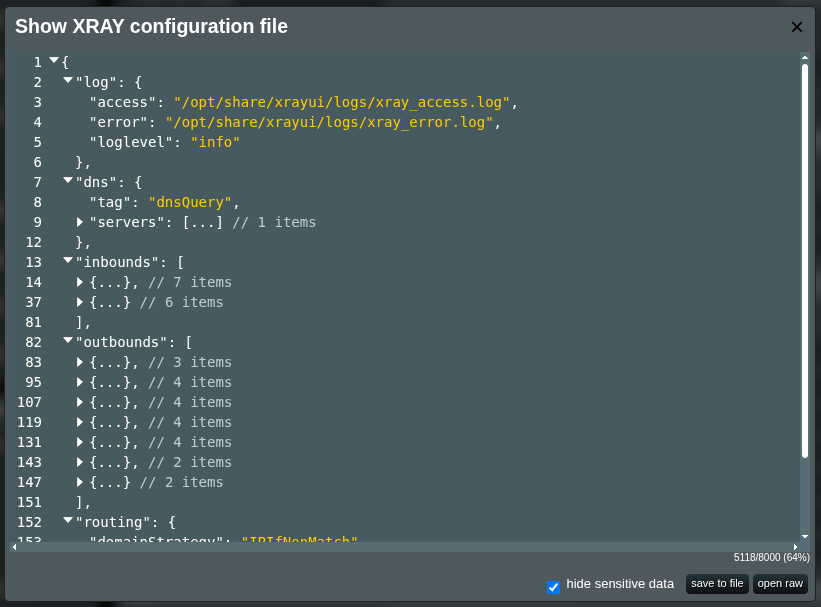 Show XRAY configuration file
×
1 {
2 "log": {
3 "access": "/opt/share/xrayui/logs/xray_access.log",
4 "error": "/opt/share/xrayui/logs/xray_error.log",
5 "loglevel": "info"
6 },
7 "dns": {
8 "tag": "dnsQuery",
9 "servers": [...] // 1 items
12 },
13 "inbounds": [
14 {...}, // 7 items
37 {...} // 6 items
81 ],
82 "outbounds": [
83 {...}, // 3 items
95 {...}, // 4 items
107 {...}, // 4 items
119 {...}, // 4 items
131 {...}, // 4 items
143 {...}, // 2 items
147 {...} // 2 items
151 ],
152 "routing": {
153 "domainStrategy": "IPIfNonMatch"
5118/8000 (64%)
hide sensitive data save to file open raw